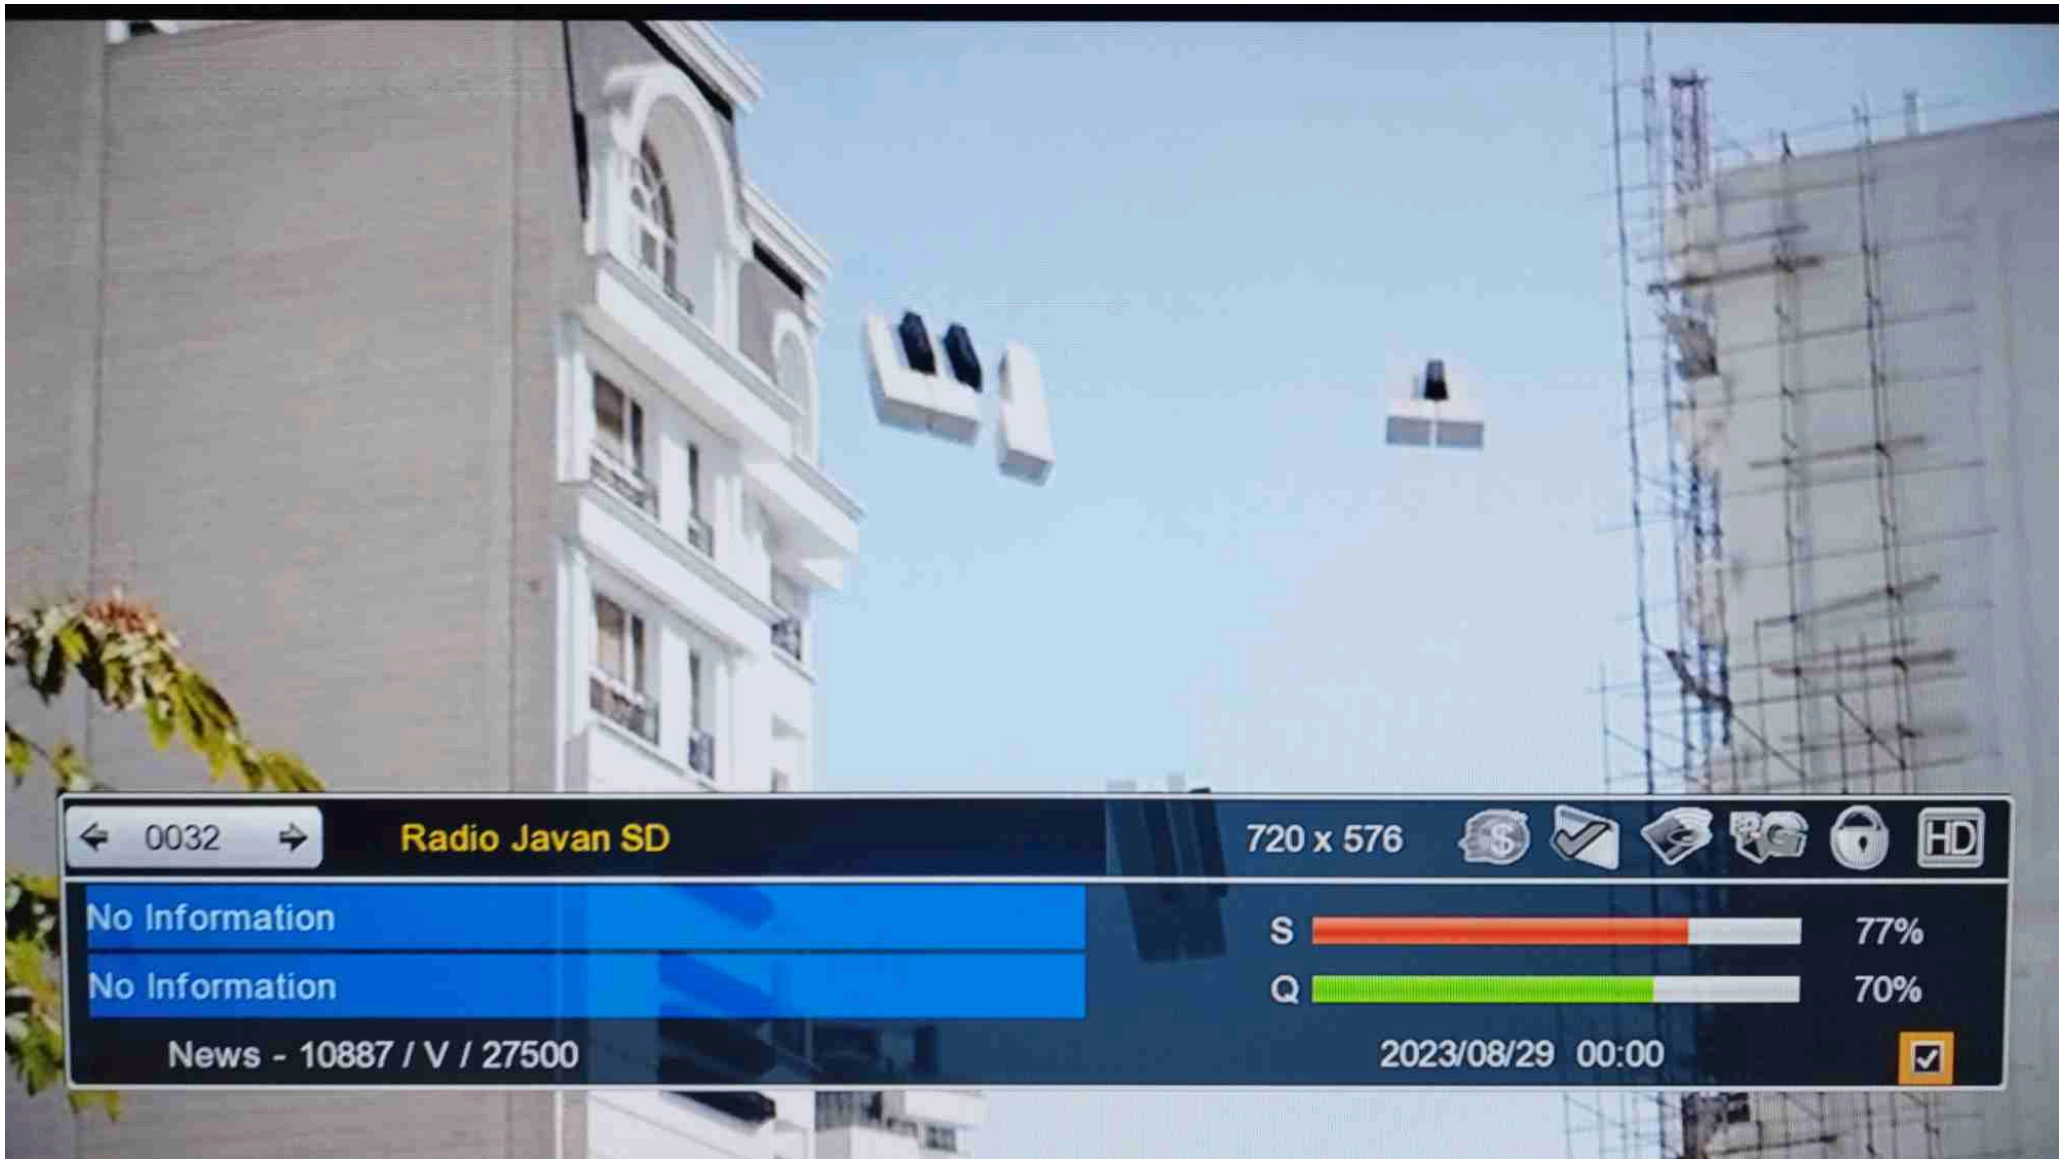 0032
Radio Javan SD
720 x 576
$
G
HD
No Information
S 77%
No Information
Q 70%
News - 10887 / V / 27500
2023/08/29 00:00